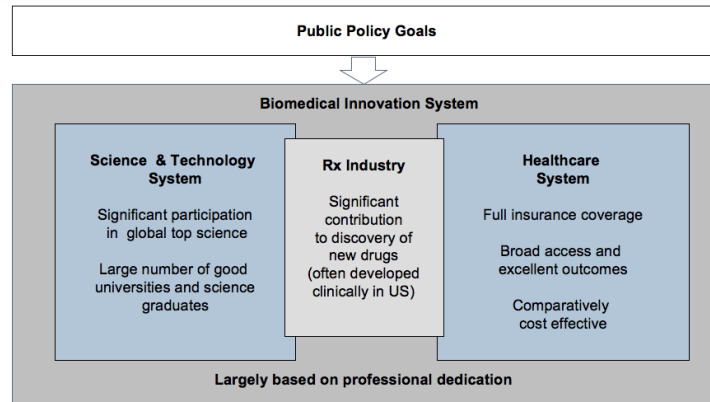 Public Policy Goals
Biomedical Innovation System
Science & Technology
System
Significant participation
in global top science
Large number of good
universities and science
graduates
Rx Industry
Significant
contribution
to discovery of
new drugs
(often developed
clinically in US)
Healthcare
System
Full insurance coverage
Broad access and
excellent outcomes
Comparatively
cost effective
Largely based on professional dedication